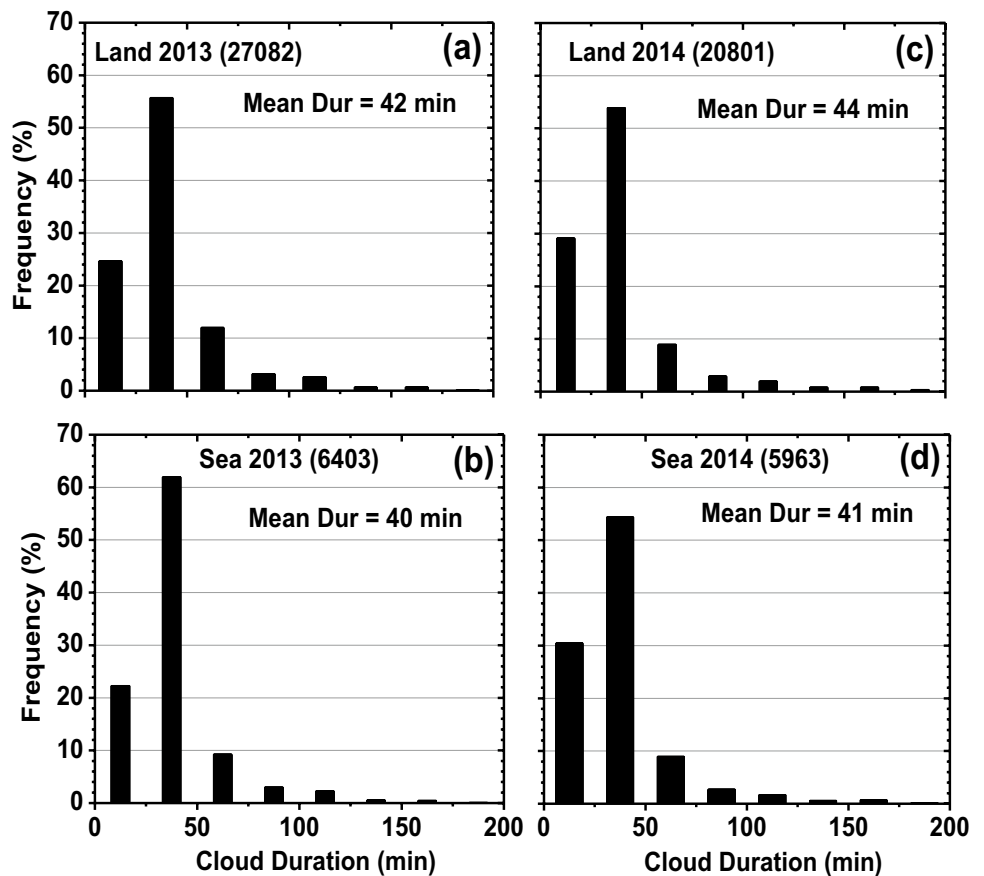 70
60
50
40
30
20
10
0
Frequency (%)
Land 2013 (27082)
(a)
Mean Dur = 42 min
Land 2014 (20801)
(c)
Mean Dur = 44 min
70
60
50
40
30
20
10
0
Frequency (%)
Sea 2013 (6403)
(b)
Mean Dur = 40 min
0 50 100 150 200
Cloud Duration (min)
Sea 2014 (5963)
(d)
Mean Dur = 41 min
0 50 100 150 200
Cloud Duration (min)